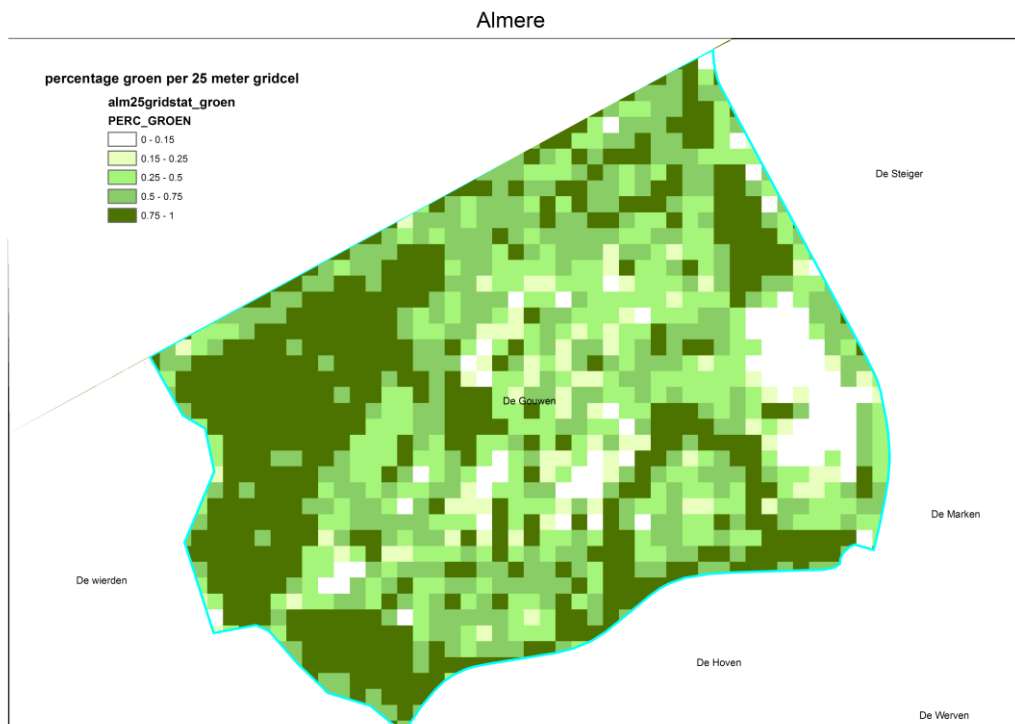 Almere
percentage groen per 25 meter gridcel
alm25gridstat_groen
PERC_GROEN
0 - 0.15
0.15 - 0.25
0.25 - 0.5
0.5 - 0.75
0.75 - 1
De Steiger
De Gouwen
De Marken
De wierden
De Hoven
De Werven